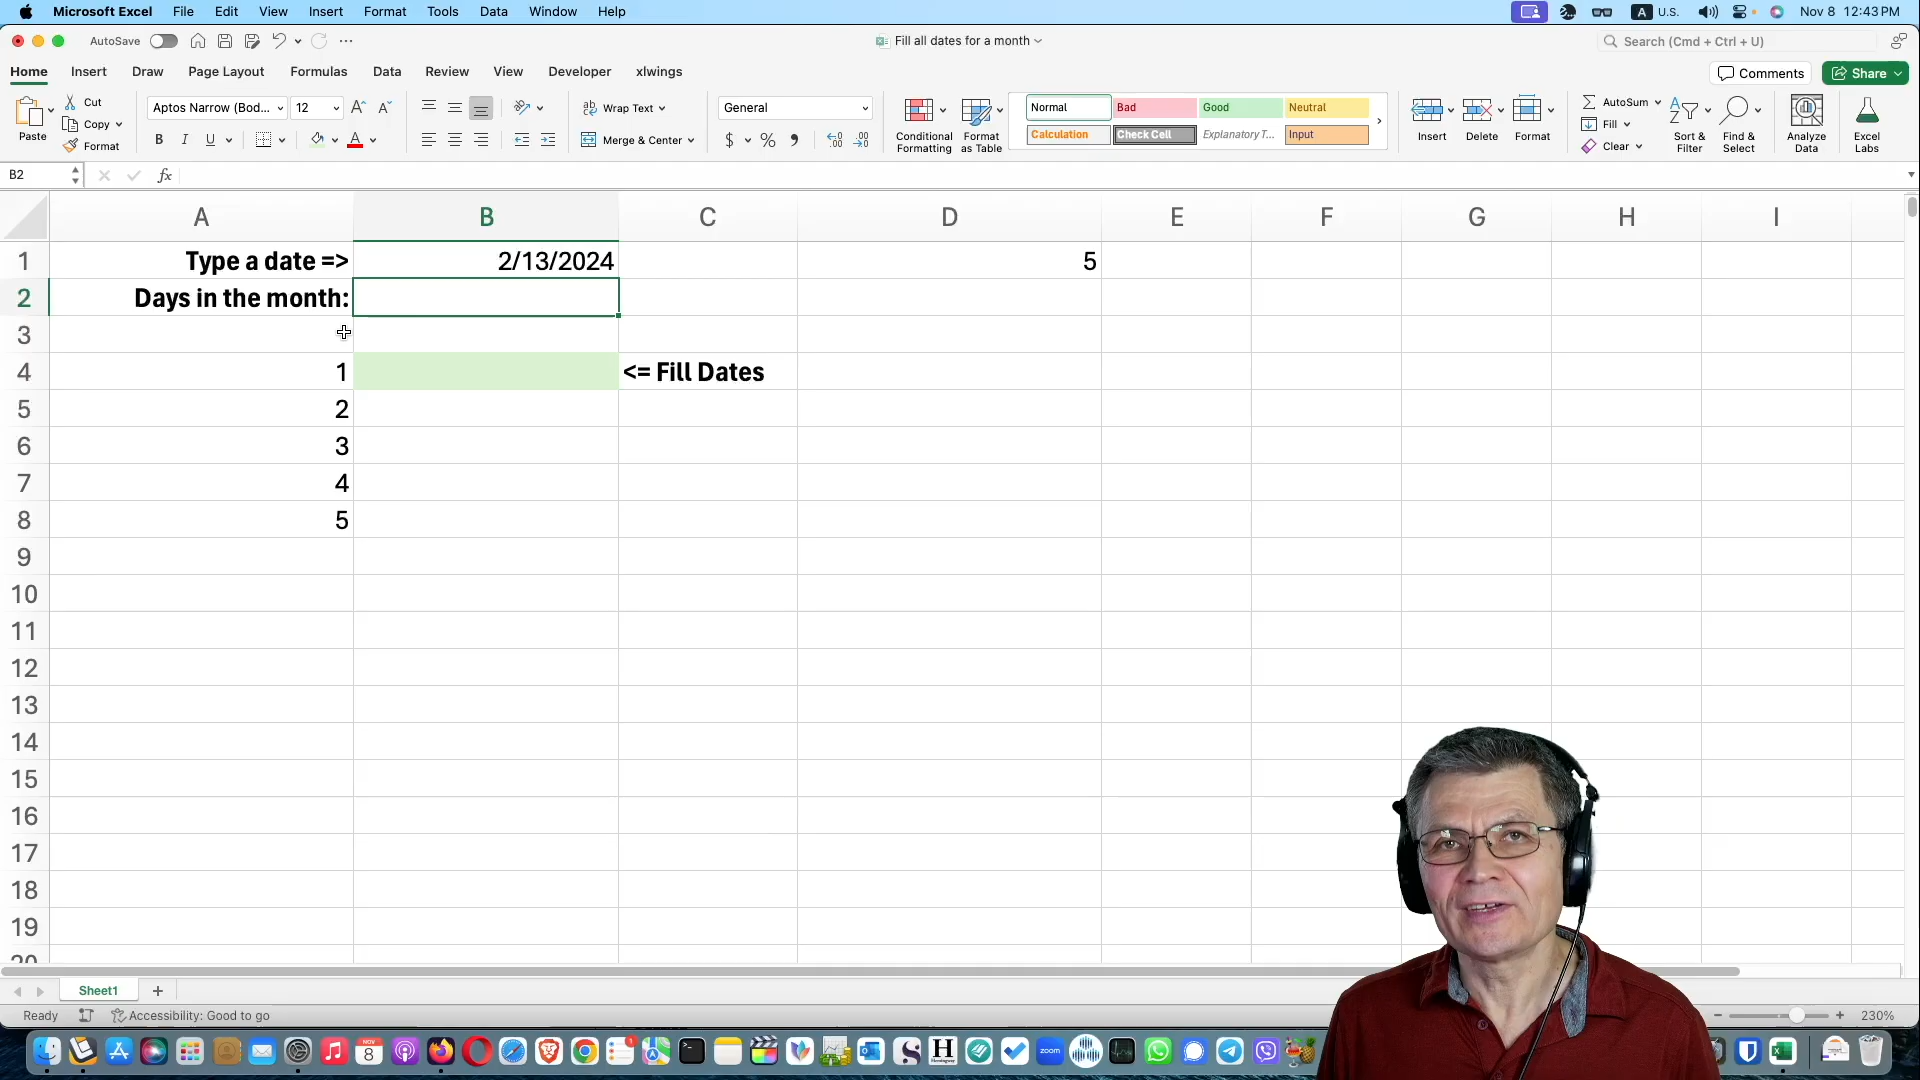 Microsoft Excel File Edit View Insert Format Tools Data Window Help A U.S. Nov 8 12:43 PM
AutoSave Fill all dates for a month Search (Cmd + Ctrl + U)
Home Insert Draw Page Layout Formulas Data Review View Developer xlwings Comments Share
Paste Cut Copy Format
Aptos Narrow (Bod... 12 A A
B I U A
Wrap Text
Merge & Center
General
$ % 9
Conditional Formatting
Format as Table
Normal Bad Good Neutral
Calculation Check Cell Explanatory T... Input
Insert Delete Format
AutoSum
Fill
Clear
Sort & Filter
Find & Select
Analyze Data
Excel Labs
B2 fx
A B C D E F G H I
1 Type a date => 2/13/2024 5
2 Days in the month:
3
4 1 <= Fill Dates
5 2
6 3
7 4
8 5
9
10
11
12
13
14
15
16
17
18
19
20
Sheet1 +
Ready Accessibility: Good to go 230%
NOV 8 1 H zoom